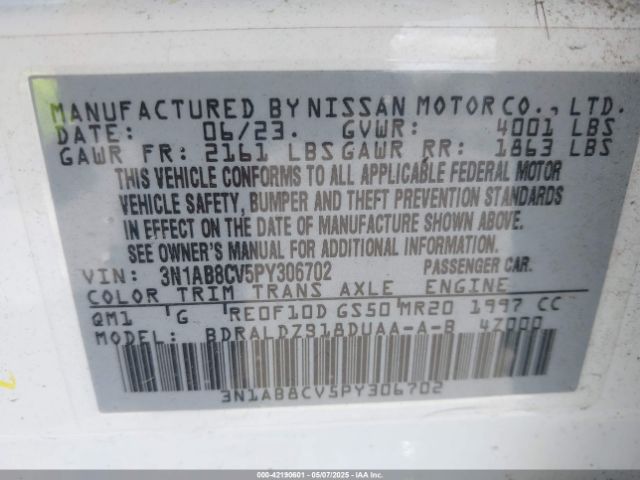 MANUFACTURED BY NISSAN MOTOR CO., LTD.
DATE: 06/23. GVWR: 4001 LBS
GAWR FR: 2161 LBS GAWR RR: 1863 LBS
THIS VEHICLE CONFORMS TO ALL APPLICABLE FEDERAL MOTOR
VEHICLE SAFETY, BUMPER AND THEFT PREVENTION STANDARDS
IN EFFECT ON THE DATE OF MANUFACTURE SHOWN ABOVE.
SEE OWNER'S MANUAL FOR ADDITIONAL INFORMATION.
VIN: 3N1AB8CV5PY306702 PASSENGER CAR.
COLOR TRIM TRANS AXLE ENGINE
QM1 G RE0F10D GS50 MR20 1997 CC
MODEL: BDRALDZ918DUAA-A-B 4Z000
3N1AB8CV5PY306702
000-42190601 - 05/07/2025 - IAAI.COM